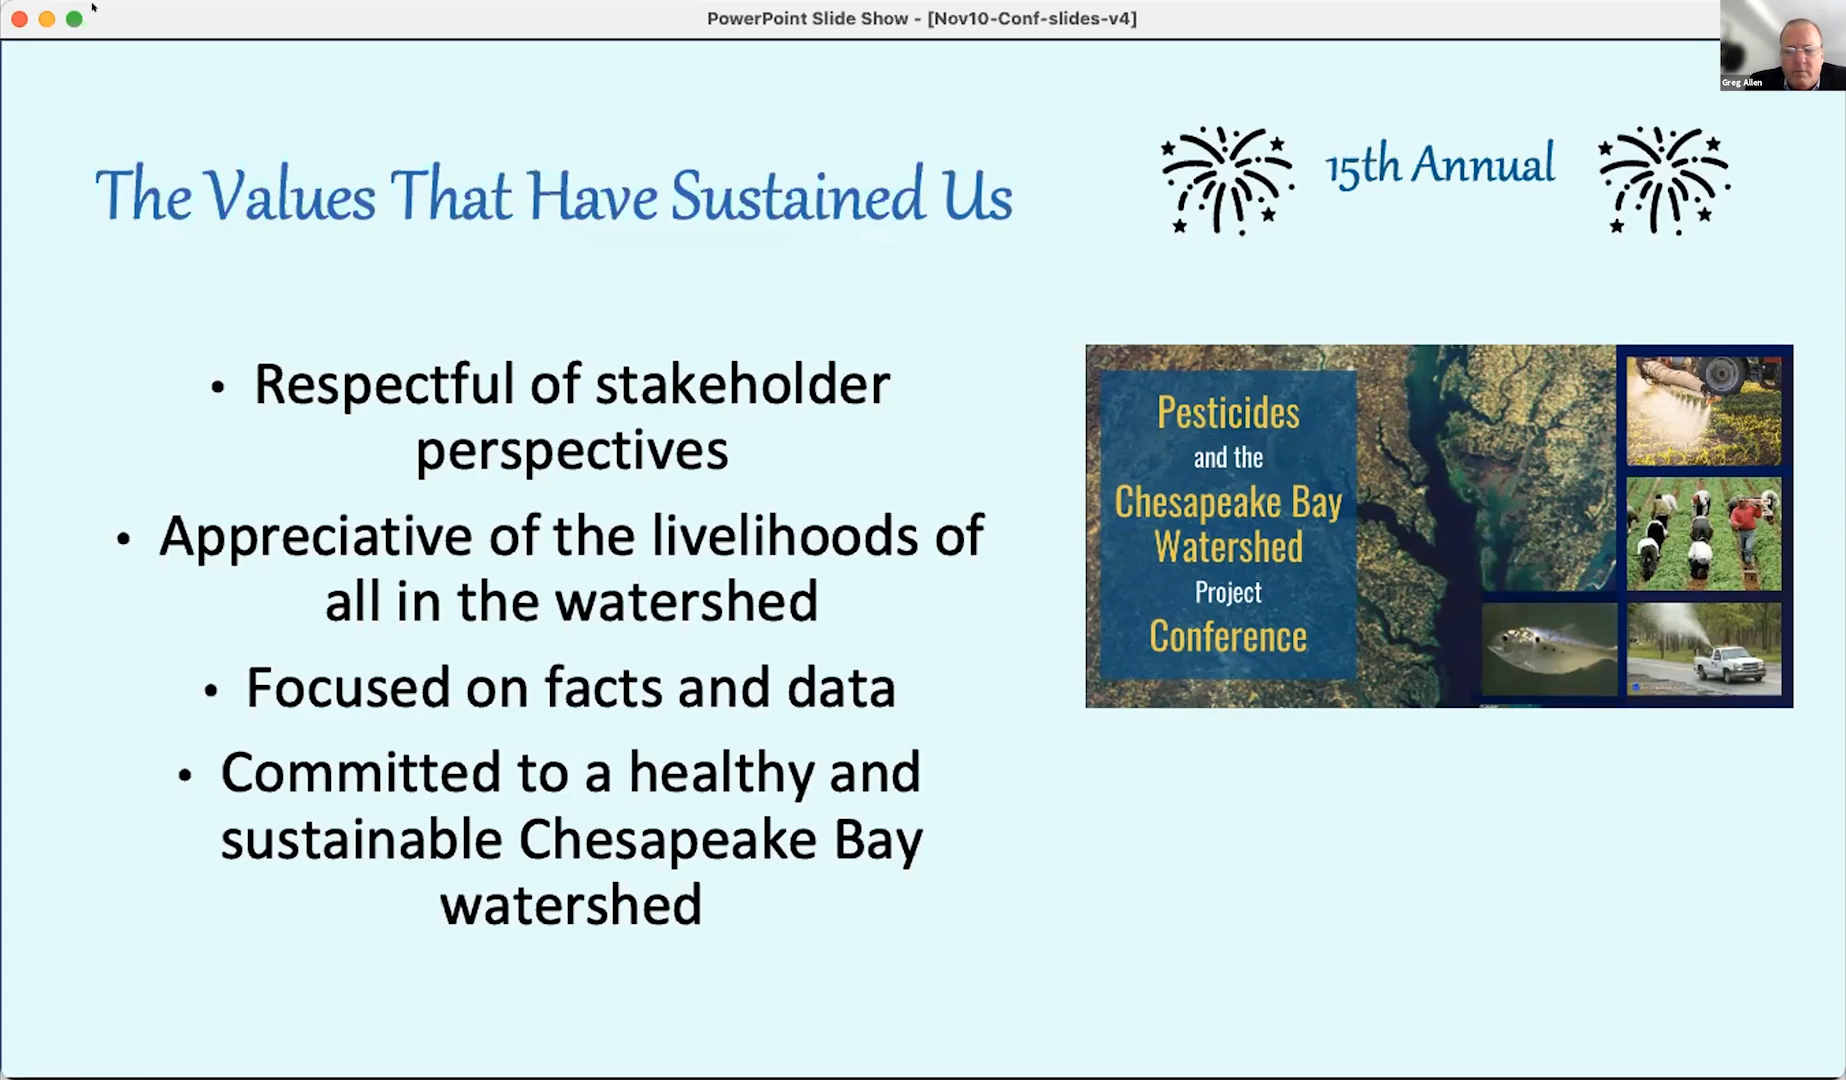 PowerPoint Slide Show - [Nov10-Conf-slides-v4]
Greg Allen
The Values That Have Sustained Us
15th Annual
• Respectful of stakeholder
perspectives
• Appreciative of the livelihoods of
all in the watershed
• Focused on facts and data
• Committed to a healthy and
sustainable Chesapeake Bay
watershed
Pesticides
and the
Chesapeake Bay
Watershed
Project
Conference